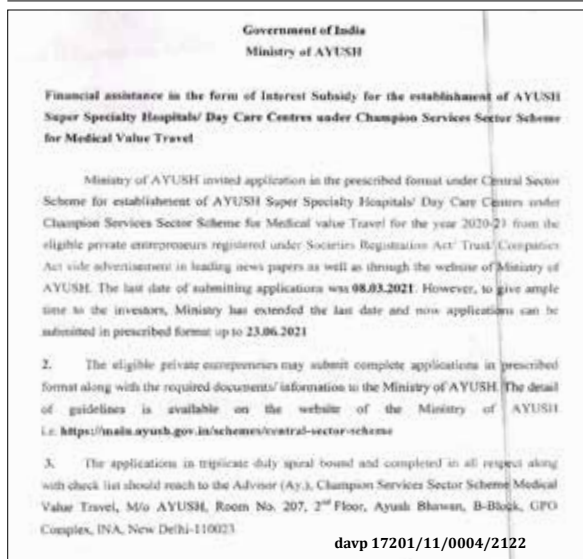 Government of India
Ministry of AYUSH
Financial assistance in the form of Interest Subsidy for the establishment of AYUSH
Super Specialty Hospitals/ Day Care Centres under Champion Services Sector Scheme
for Medical Value Travel
Ministry of AYUSH invited application in the prescribed format under Central Sector
Scheme for establishment of AYUSH Super Specialty Hospitals/ Day Care Centres under
Champion Services Sector Scheme for Medical value Travel for the year 2020-21 from the
eligible private entrepreneurs registered under Societies Registration Act/ Trust/ Companies
Act vide advertisement in leading news papers as well as through the website of Ministry of
AYUSH. The last date of submitting applications was 08.03.2021. However, to give ample
time to the investors, Ministry has extended the last date and now applications can be
submitted in prescribed format up to 23.06.2021
2. The eligible private entrepreneurs may submit complete applications in prescribed
format along with the required documents/ information to the Ministry of AYUSH. The detail
of guidelines is available on the website of the Ministry of AYUSH
i.e. https://main.ayush.gov.in/schemes/central-sector-scheme
3. The applications in triplicate duly spiral bound and completed in all respect along
with check list should reach to the Advisor (Ay.), Champion Services Sector Scheme Medical
Value Travel, M/o AYUSH, Room No. 207, 2nd Floor, Ayush Bhawan, B-Block, GPO
Complex, INA, New Delhi-110023
davp 17201/11/0004/2122